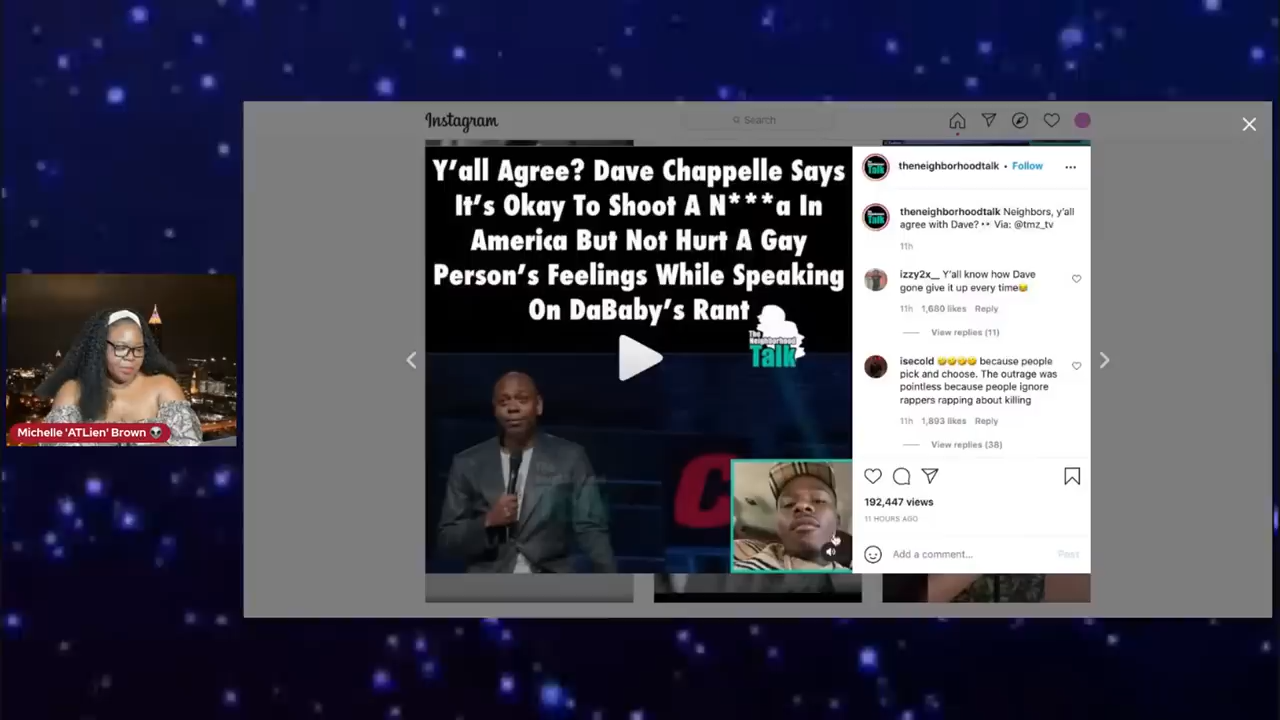 Instagram
Search
Y'all Agree? Dave Chappelle Says
It's Okay To Shoot A N***a In
America But Not Hurt A Gay
Person's Feelings While Speaking
On DaBaby's Rant
The
Neighborhood
Talk
C
Michelle 'ATLien' Brown 👽
theneighborhoodtalk • Follow
theneighborhoodtalk Neighbors, y'all
agree with Dave? 👀 Via: @tmz_tv
11h
izzy2x__ Y'all know how Dave
gone give it up every time😂
11h 1,680 likes Reply
View replies (11)
isecold 🤣🤣🤣🤣 because people
pick and choose. The outrage was
pointless because people ignore
rappers rapping about killing
11h 1,893 likes Reply
View replies (38)
192,447 views
11 HOURS AGO
Add a comment...
Post